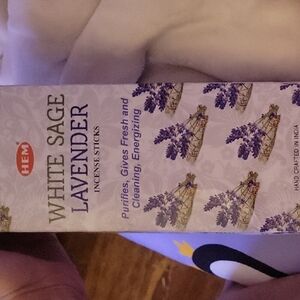 HEM
WHITE SAGE
LAVENDER
INCENSE STICKS
Purifies, Gives Fresh and
Cleaning, Energizing
HAND CRAFTED IN INDIA